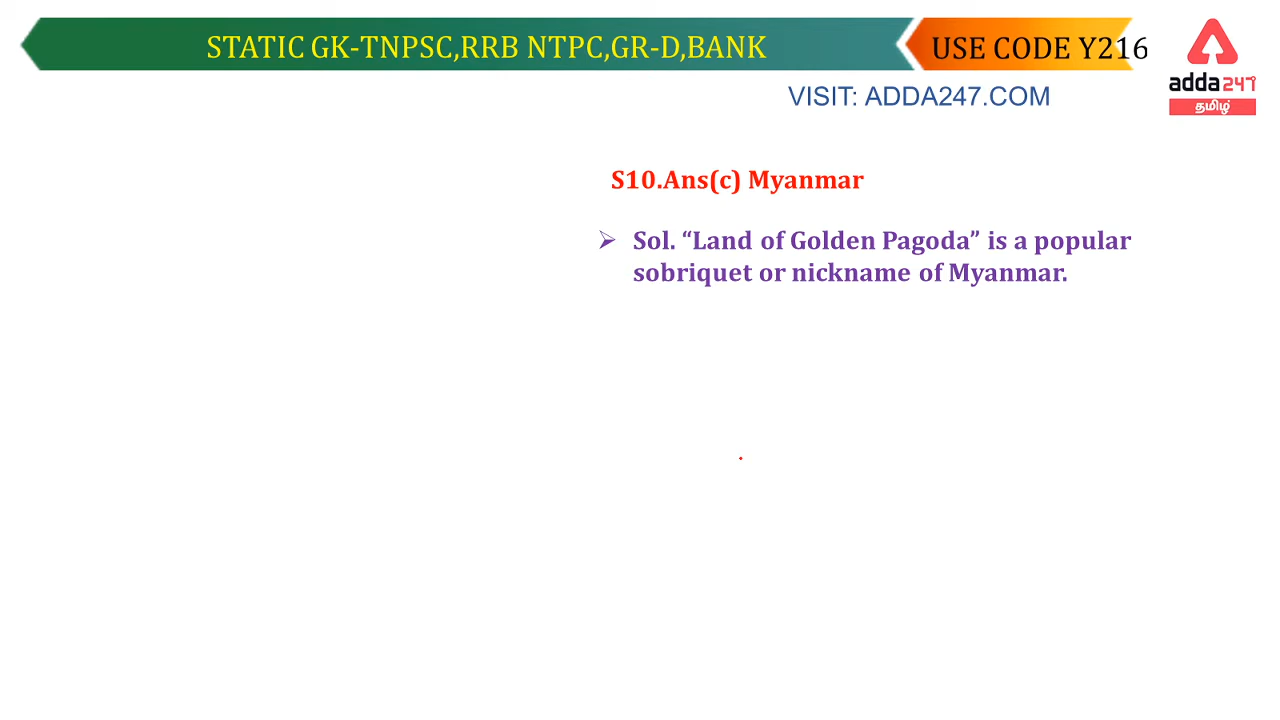 STATIC GK-TNPSC,RRB NTPC,GR-D,BANK
USE CODE Y216
adda247
தமிழ்
VISIT: ADDA247.COM
S10.Ans(c) Myanmar
Sol. “Land of Golden Pagoda” is a popular
sobriquet or nickname of Myanmar.